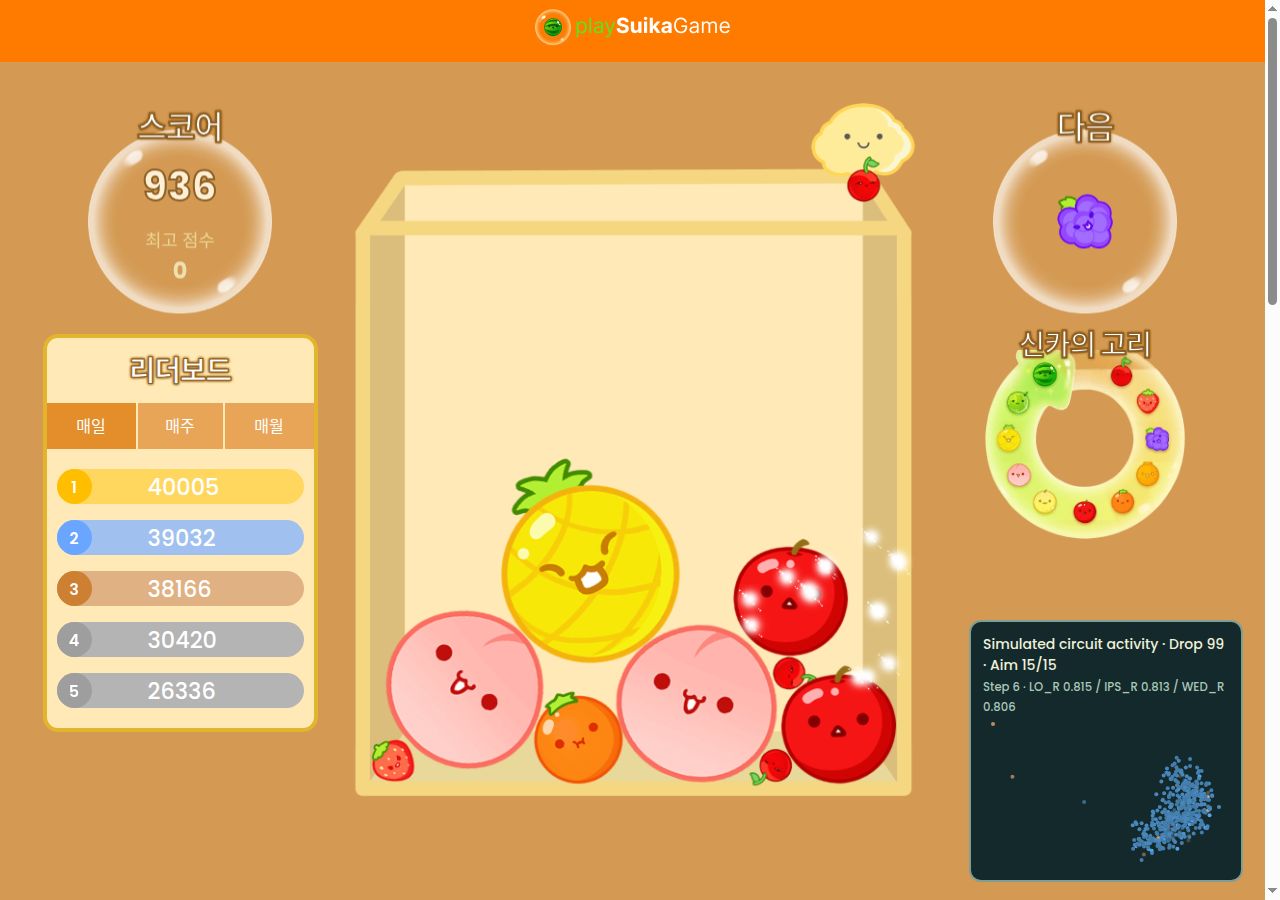 playSuikaGame
스코어
936
최고 점수
0
다음
신카의 고리
리더보드
매일
매주
매월
1 40005
2 39032
3 38166
4 30420
5 26336
Simulated circuit activity · Drop 99
· Aim 15/15
Step 6 · LO_R 0.815 / IPS_R 0.813 / WED_R
0.806